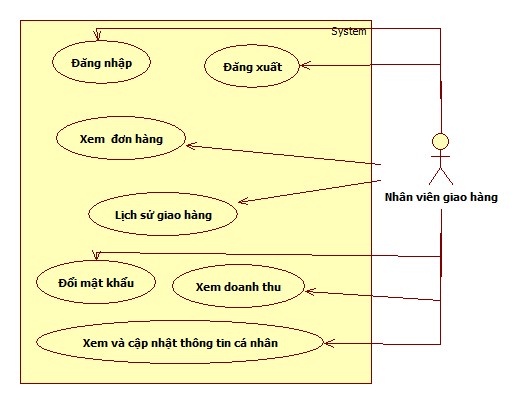 System
Đăng nhập
Đăng xuất
Xem đơn hàng
Nhân viên giao hàng
Lịch sử giao hàng
Đổi mật khẩu
Xem doanh thu
Xem và cập nhật thông tin cá nhân